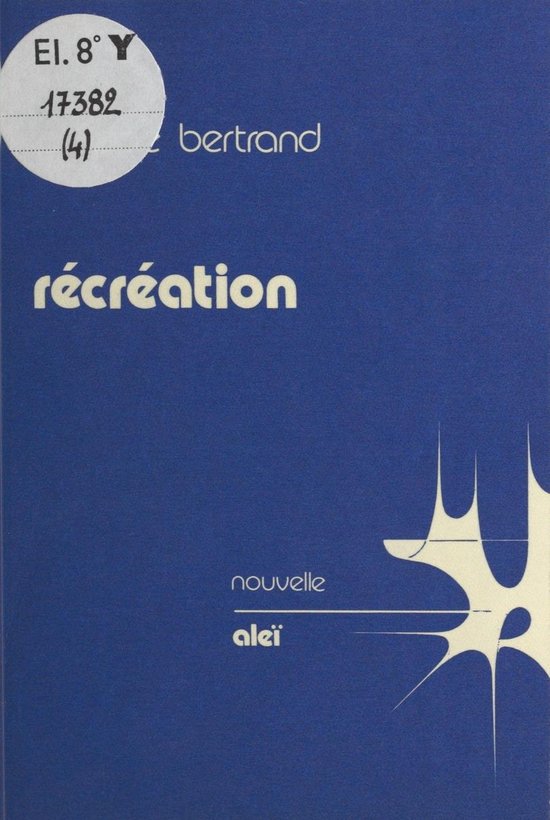 El. 8° Y
17382
(4)
bertrand
récréation
nouvelle
aleï